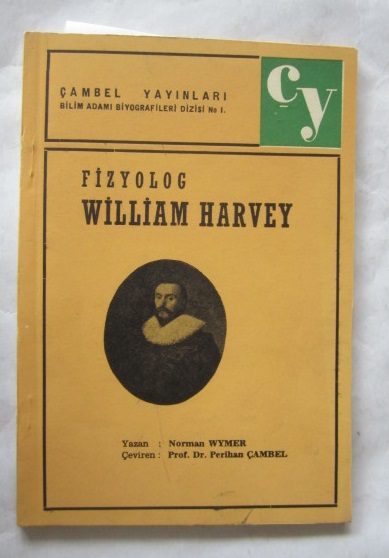 ÇAMBEL YAYINLARI
BİLİM ADAMI BİYOGRAFİLERİ DİZİSİ No I.
çy
FİZYOLOG
WİLLİAM HARVEY
Yazan : Norman WYMER
Çeviren : Prof. Dr. Perihan ÇAMBEL